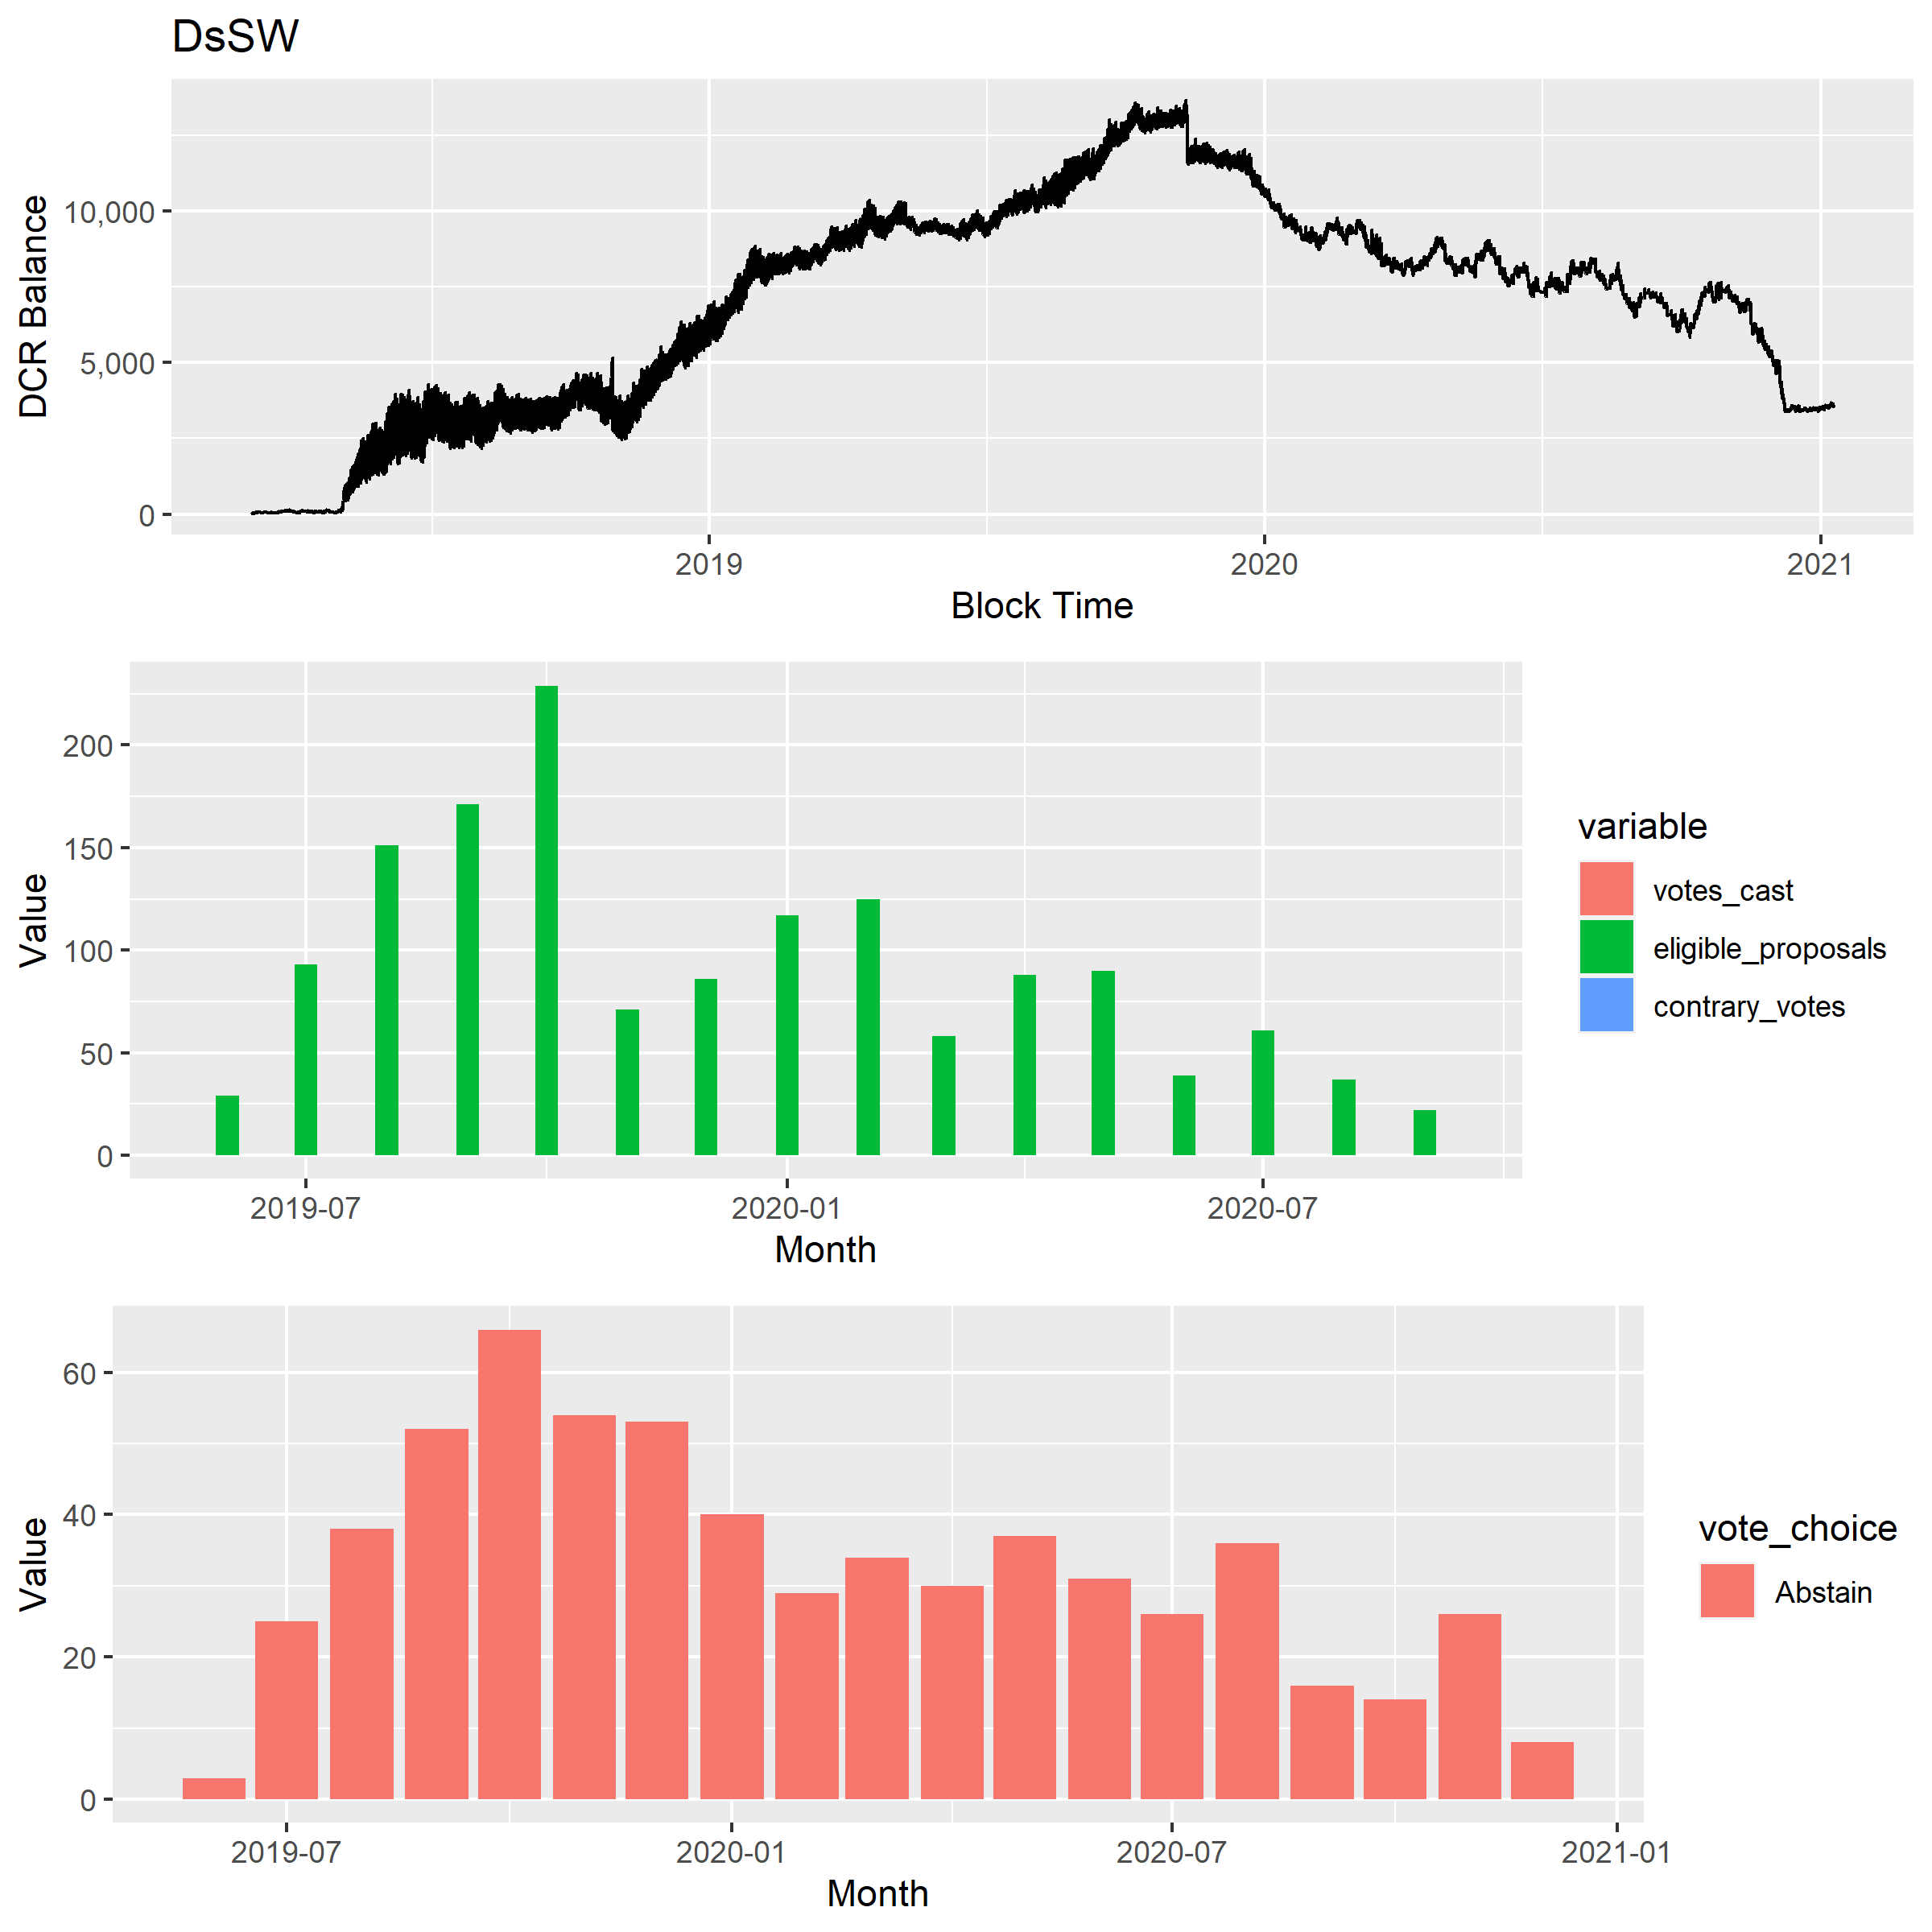 DsSW
DCR Balance
10,000
5,000
0
2019 2020 2021
Block Time
Value
200
150
100
50
0
2019-07 2020-01 2020-07
Month
variable
votes_cast
eligible_proposals
contrary_votes
Value
60
40
20
0
2019-07 2020-01 2020-07 2021-01
Month
vote_choice
Abstain